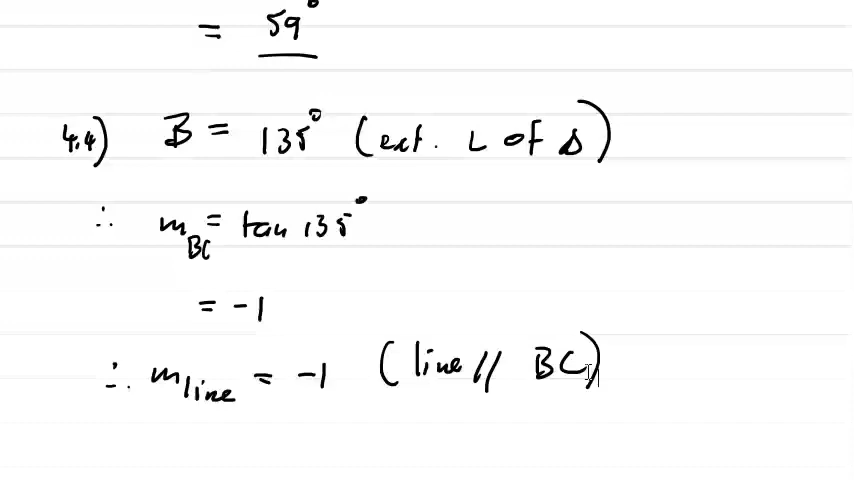 = 59°
4.4) B = 135° (ext. ∠ of Δ)
∴ m_BC = tan 135°
= -1
∴ m_line = -1 (line // BC)